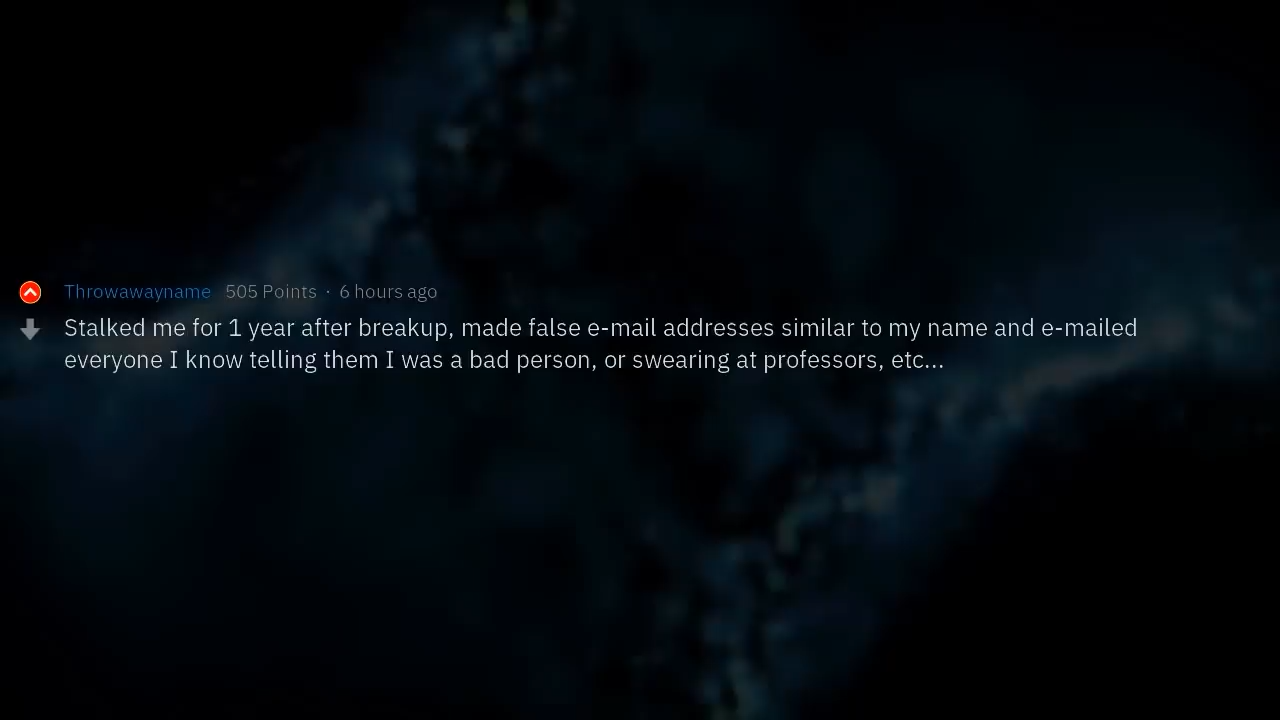 Throwawayname 505 Points · 6 hours ago
Stalked me for 1 year after breakup, made false e-mail addresses similar to my name and e-mailed
everyone I know telling them I was a bad person, or swearing at professors, etc...